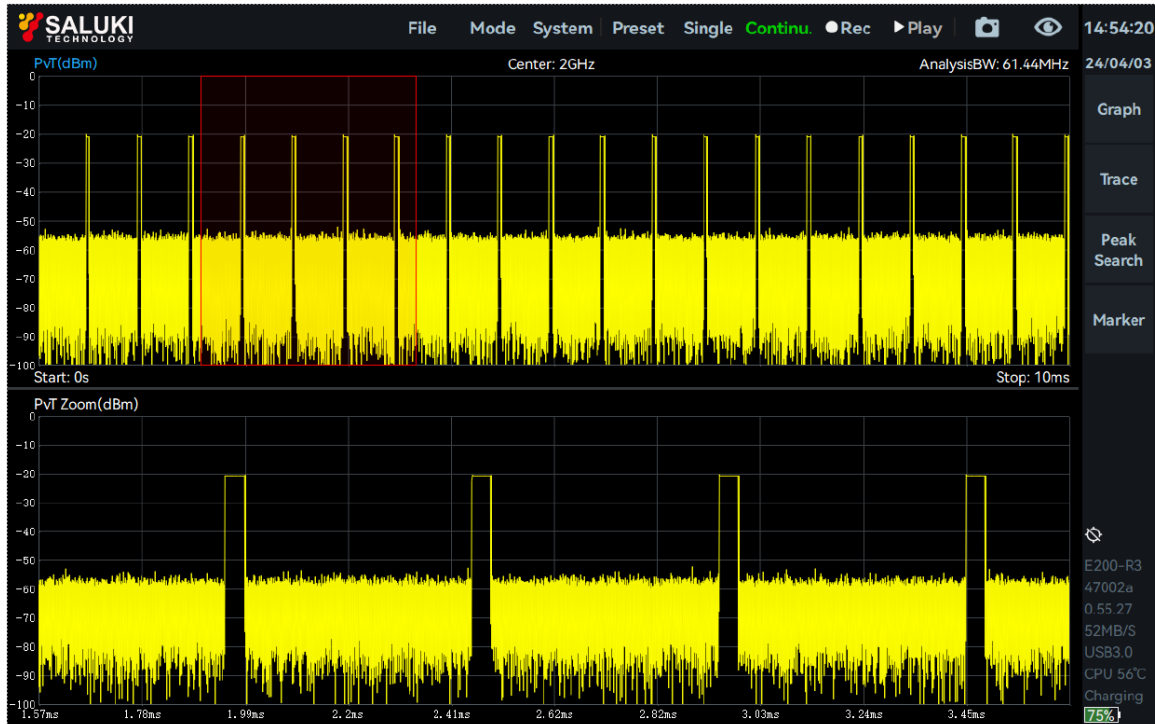 SALUKI
TECHNOLOGY
File Mode System Preset Single Continu. Rec Play 14:54:20
PvT(dBm) Center: 2GHz AnalysisBW: 61.44MHz 24/04/03
0
-10
-20
-30
-40
-50
-60
-70
-80
-90
-100
Start: 0s Stop: 10ms
Graph
Trace
Peak
Search
Marker
PvT Zoom(dBm)
0
-10
-20
-30
-40
-50
-60
-70
-80
-90
-100
1.57ms 1.78ms 1.99ms 2.2ms 2.41ms 2.62ms 2.82ms 3.03ms 3.24ms 3.45ms
E200-R3
47002a
0.55.27
52MB/S
USB3.0
CPU 56℃
Charging
75%